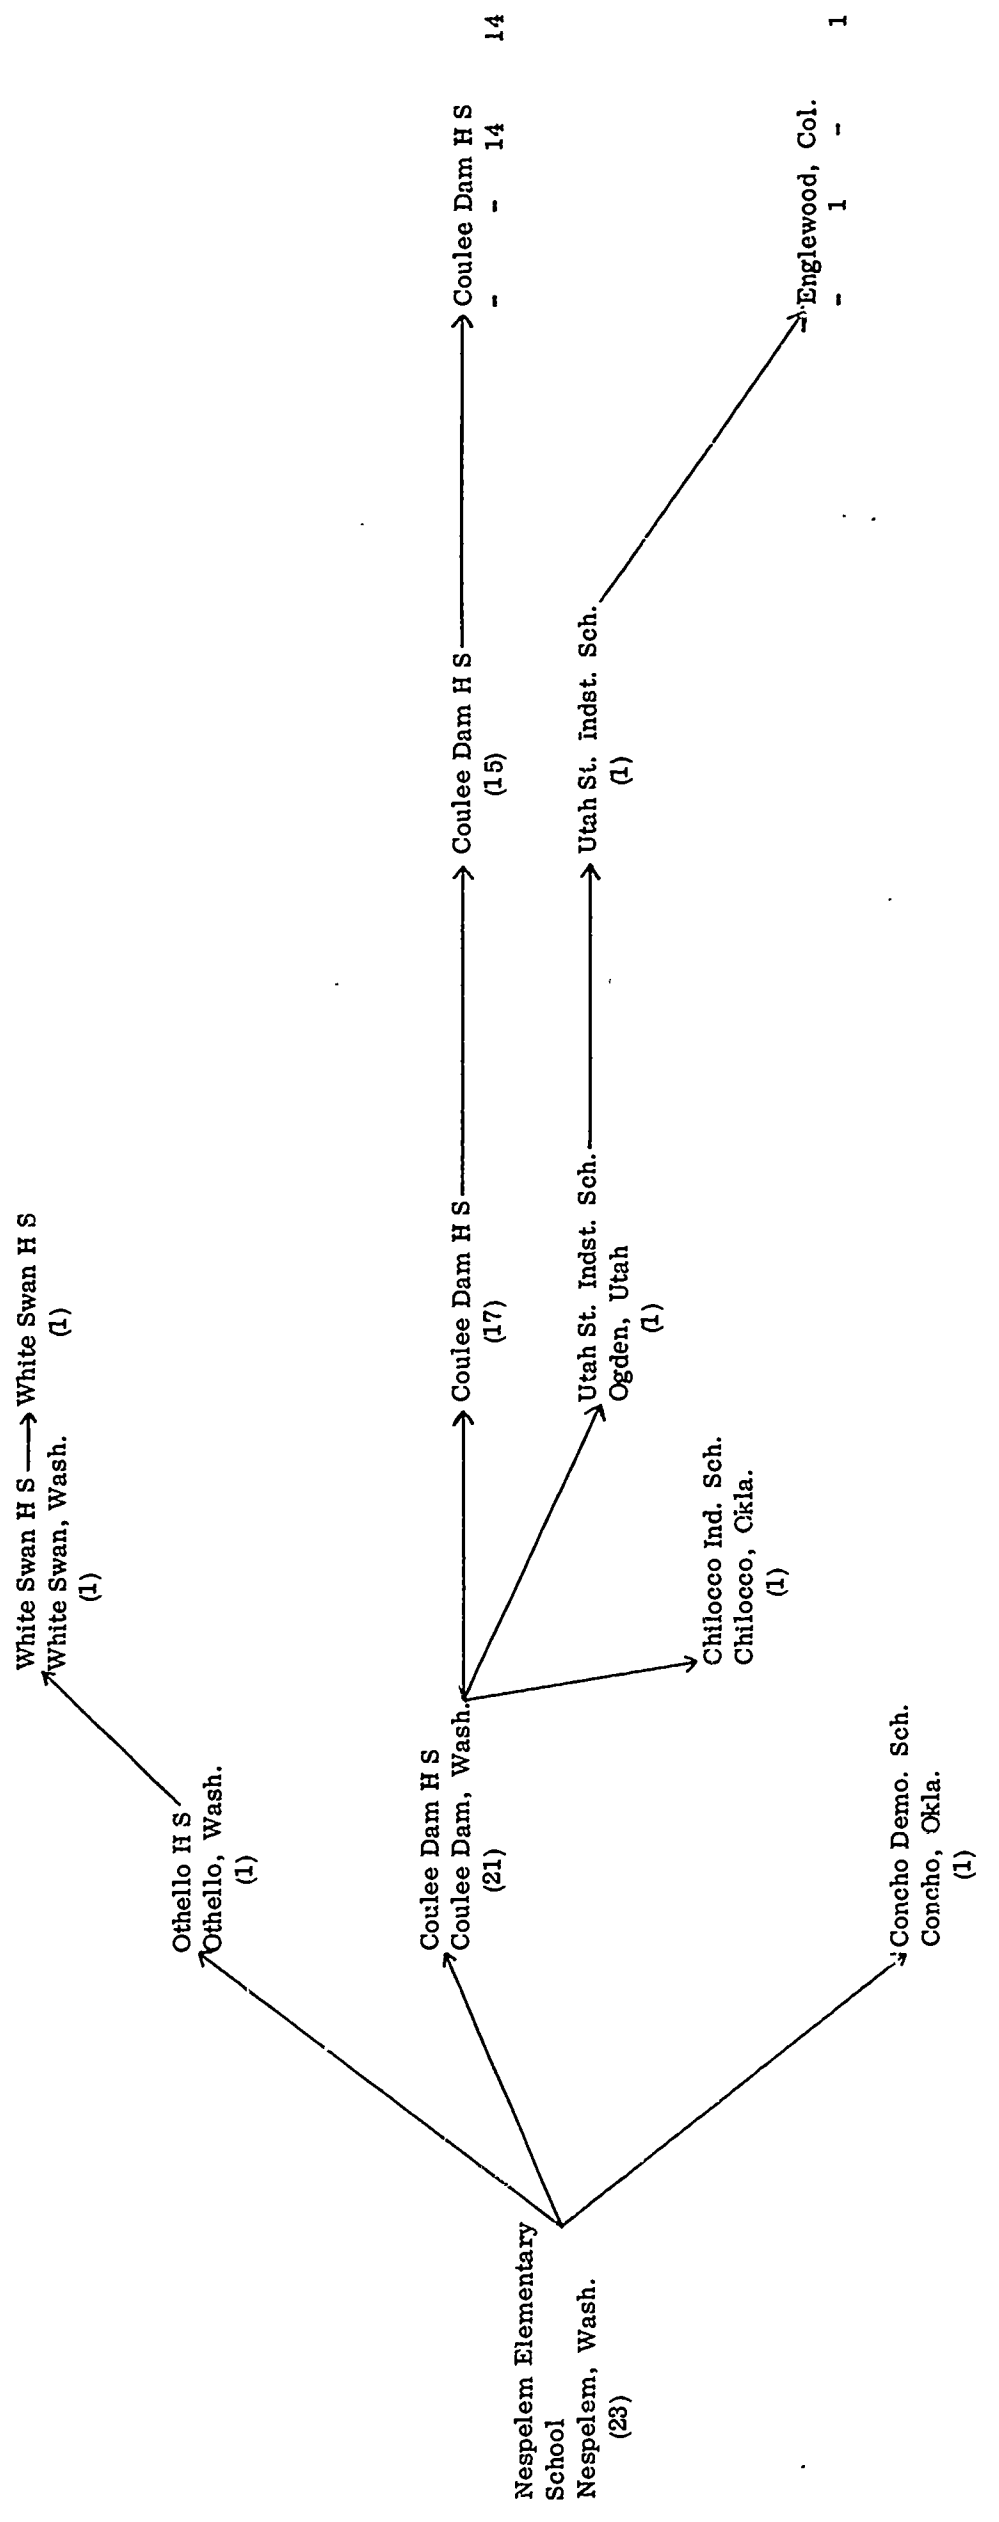 White Swan H S
White Swan, Wash.
(1)
White Swan H S
(1)
Othello H S
Othello, Wash.
(1)
Coulee Dam H S
Coulee Dam, Wash.
(21)
Coulee Dam H S
(17)
Coulee Dam H S
(15)
Coulee Dam H S
- - 14 14
Nespelem Elementary
School
Nespelem, Wash.
(23)
Utah St. Indst. Sch.
Ogden, Utah
(1)
Utah St. indst. Sch.
(1)
Chilocco Ind. Sch.
Chilocco, Okla.
(1)
Englewood, Col.
- 1 - 1
Concho Demo. Sch.
Concho, Okla.
(1)